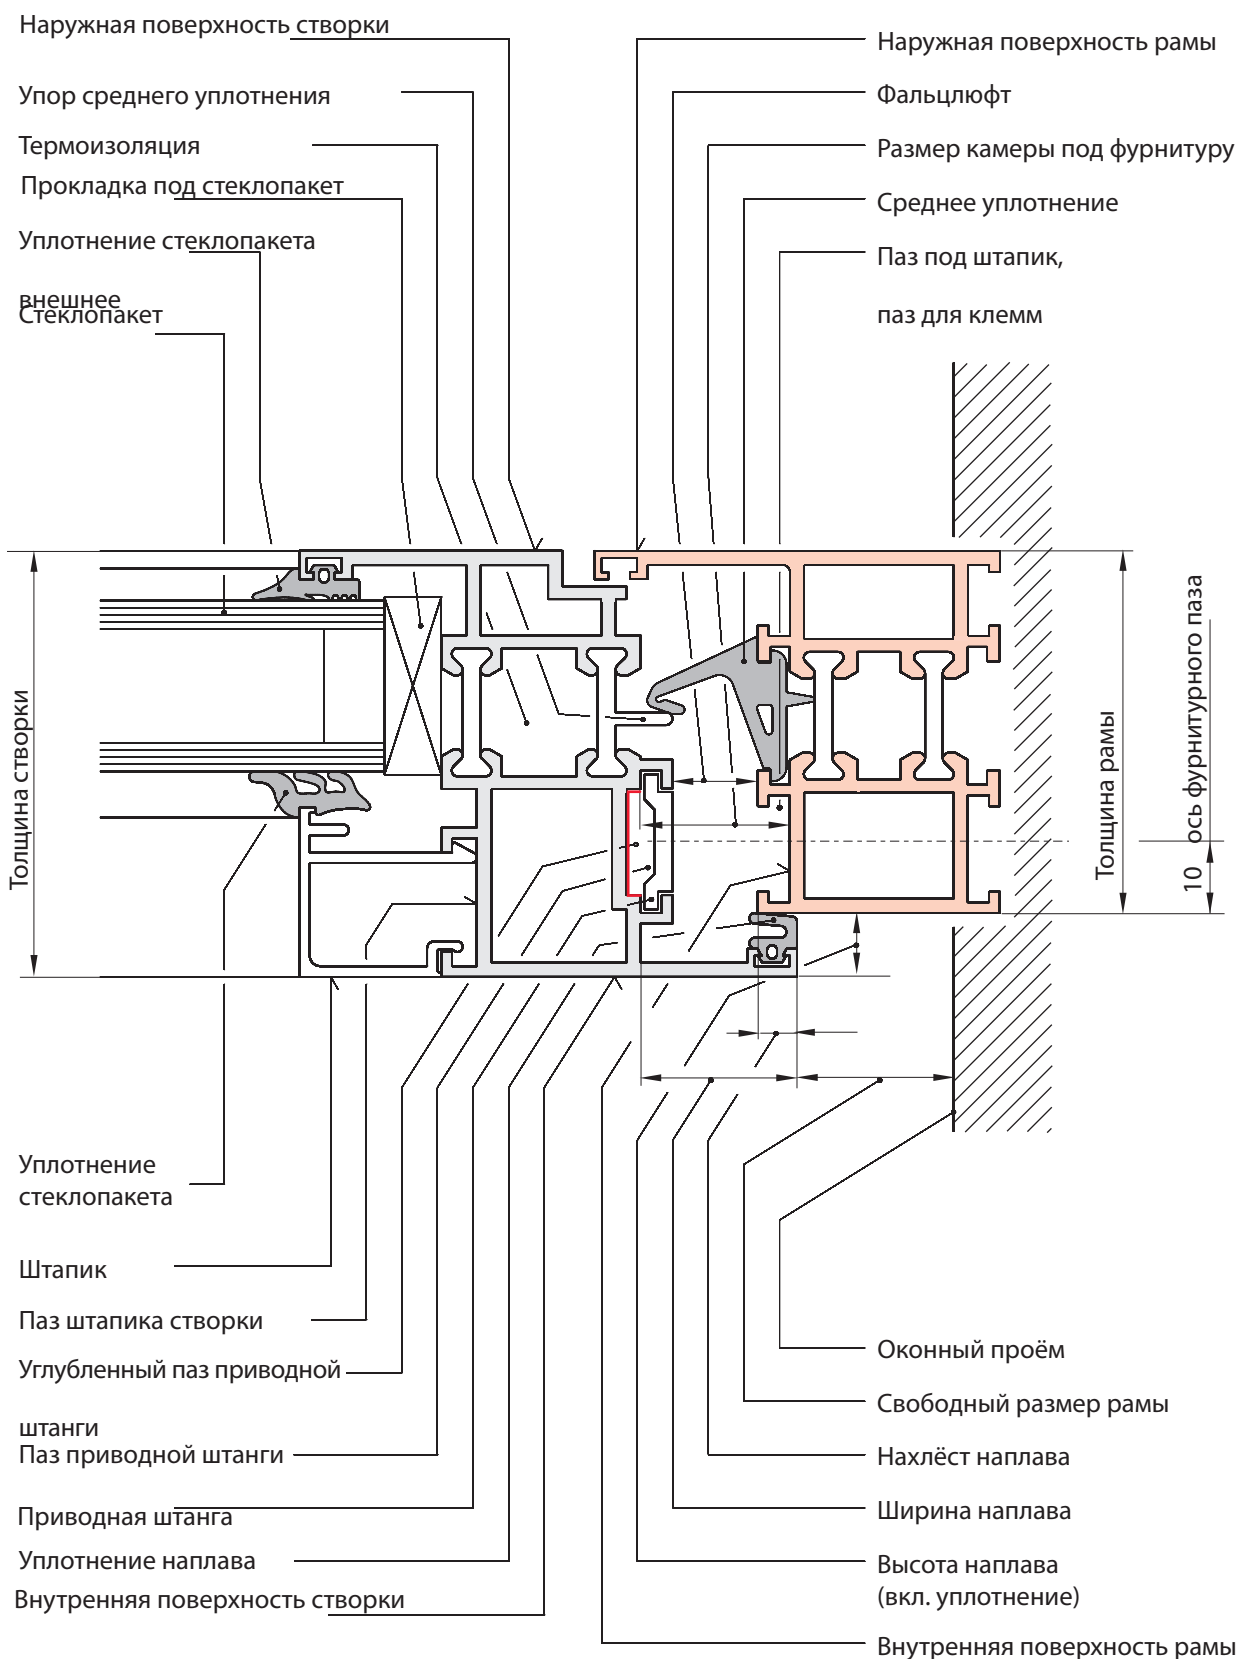 Наружная поверхность створки
Упор среднего уплотнения
Термоизоляция
Прокладка под стеклопакет
Уплотнение стеклопакета
внешнее
Стеклопакет
Наружная поверхность рамы
Фальцлюфт
Размер камеры под фурнитуру
Среднее уплотнение
Паз под штапик,
паз для клемм
Толщина створки
Толщина рамы
10
ось фурнитурного паза
Уплотнение
стеклопакета
Штапик
Паз штапика створки
Углубленный паз приводной
штанги
Паз приводной штанги
Приводная штанга
Уплотнение наплава
Внутренняя поверхность створки
Оконный проём
Свободный размер рамы
Нахлёст наплава
Ширина наплава
Высота наплава
(вкл. уплотнение)
Внутренняя поверхность рамы